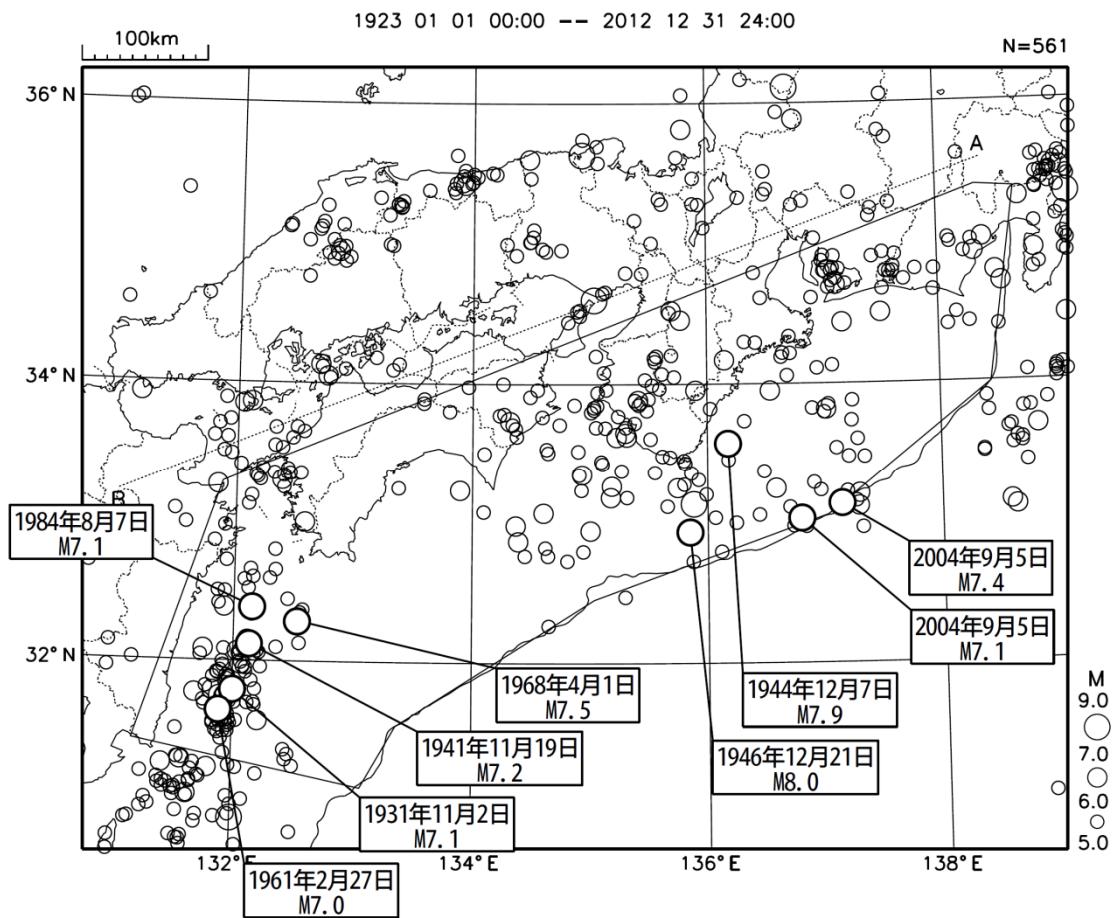 1923 01 01 00:00 -- 2012 12 31 24:00
100km
N=561
36°N
A
34°N
B
1984年8月7日
M7.1
2004年9月5日
M7.4
2004年9月5日
M7.1
32°N
1968年4月1日
M7.5
1944年12月7日
M7.9
1941年11月19日
M7.2
1946年12月21日
M8.0
1931年11月2日
M7.1
M
9.0
7.0
6.0
5.0
132°E
134°E
136°E
138°E
1961年2月27日
M7.0